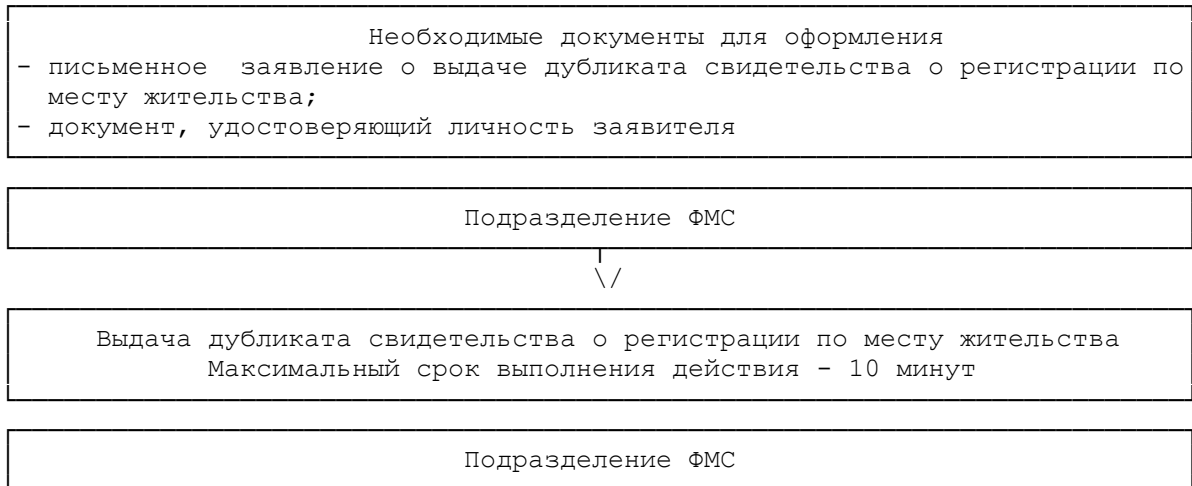 Необходимые документы для оформления
- письменное заявление о выдаче дубликата свидетельства о регистрации по
месту жительства;
- документ, удостоверяющий личность заявителя
Подразделение ФМС
\/
Выдача дубликата свидетельства о регистрации по месту жительства
Максимальный срок выполнения действия - 10 минут
Подразделение ФМС